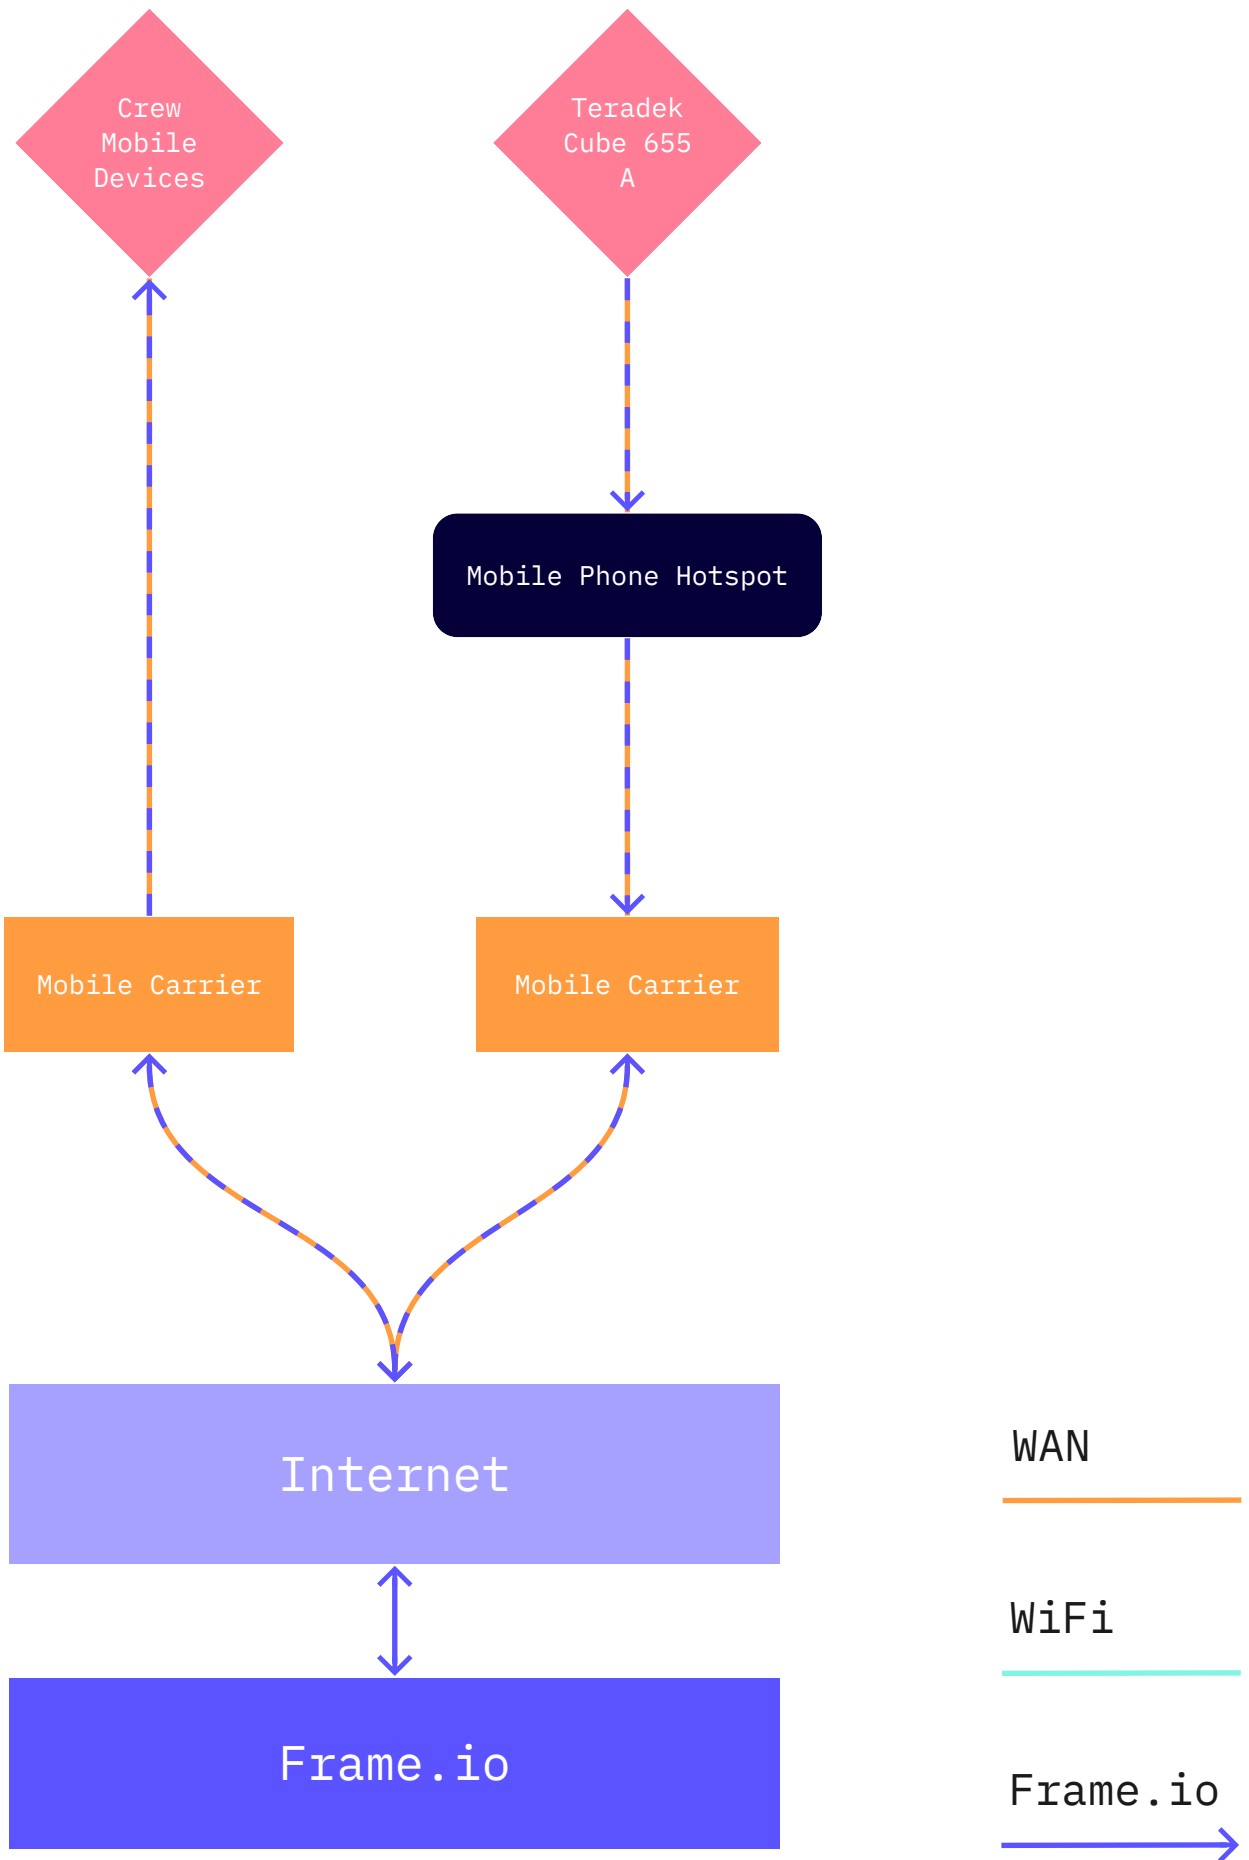 Crew
Mobile
Devices
Teradek
Cube 655
A
Mobile Phone Hotspot
Mobile Carrier
Mobile Carrier
Internet
Frame.io
WAN
WiFi
Frame.io